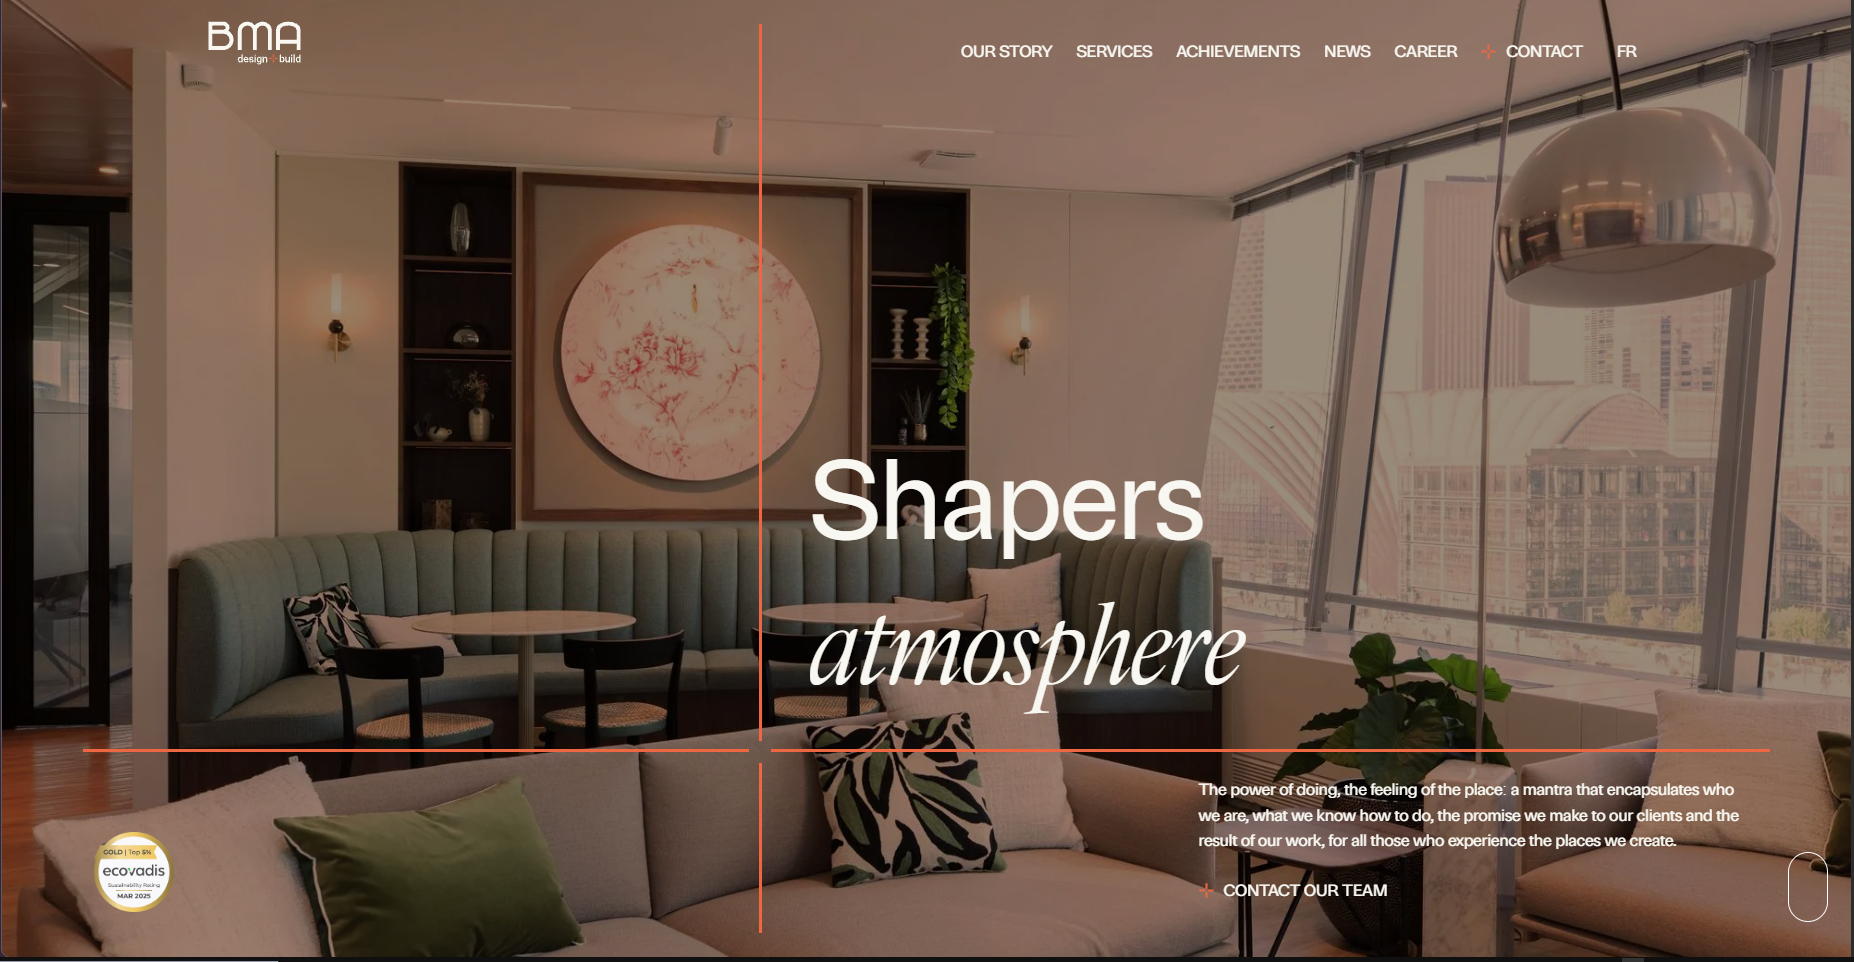 BMA
design+build
OUR STORY SERVICES ACHIEVEMENTS NEWS CAREER CONTACT FR
Shapers
atmosphere
The power of doing, the feeling of the place: a mantra that encapsulates who
we are, what we know how to do, the promise we make to our clients and the
result of our work, for all those who experience the places we create.
CONTACT OUR TEAM
GOLD | Top 5%
ecovadis
Sustainability Rating
MAR 2025